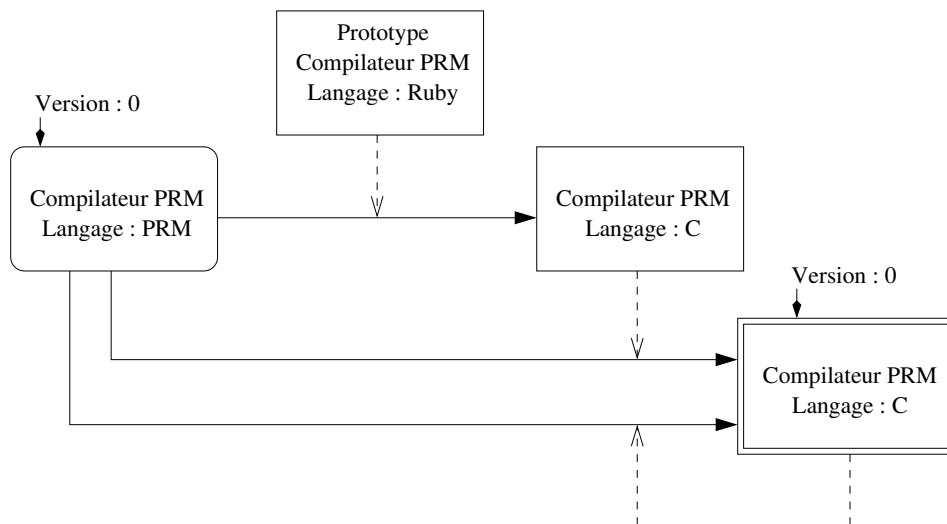 Prototype
Compilateur PRM
Langage : Ruby
Version : 0
Compilateur PRM
Langage : PRM
Compilateur PRM
Langage : C
Version : 0
Compilateur PRM
Langage : C